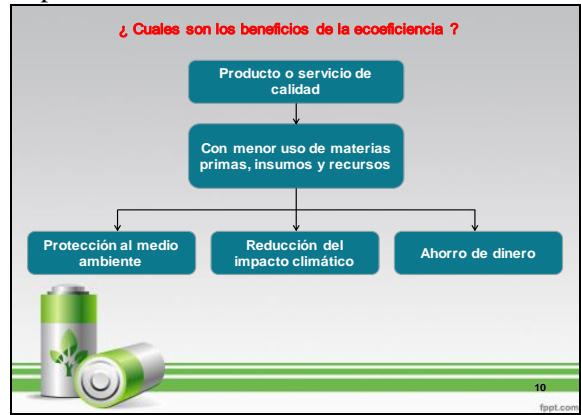 ¿ Cuales son los beneficios de la ecoeficiencia ?
Producto o servicio de
calidad
Con menor uso de materias
primas, insumos y recursos
Protección al medio
ambiente
Reducción del
impacto climático
Ahorro de dinero
10
fppt.com